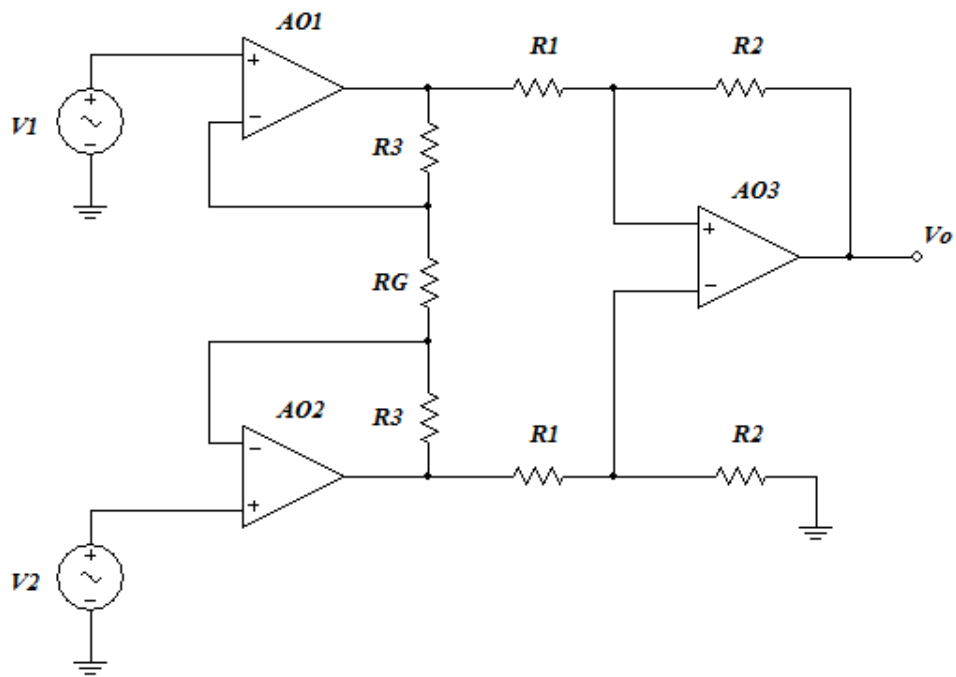 AO1
R1
R2
+
+
−
V1
−
R3
AO3
+
Vo
RG
−
AO2
R3
R1
R2
−
+
+
V2
−